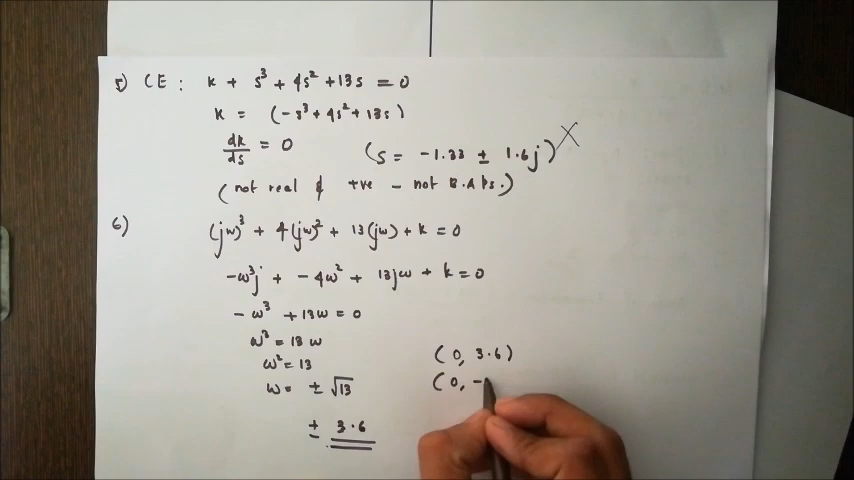 5) CE : k + s³ + 4s² + 13s = 0
k = (-s³ + 4s² + 13s)
dk/ds = 0 (s = -1.33 ± 1.6j) X
(not real & +ve - not B.A Pts.)
6) (jω)³ + 4(jω)² + 13(jω) + k = 0
-ω³j + -4ω² + 13jω + k = 0
-ω³ + 13ω = 0
ω³ = 13ω
ω² = 13
ω = ± √13
± 3.6
(0, 3.6)
(0, -